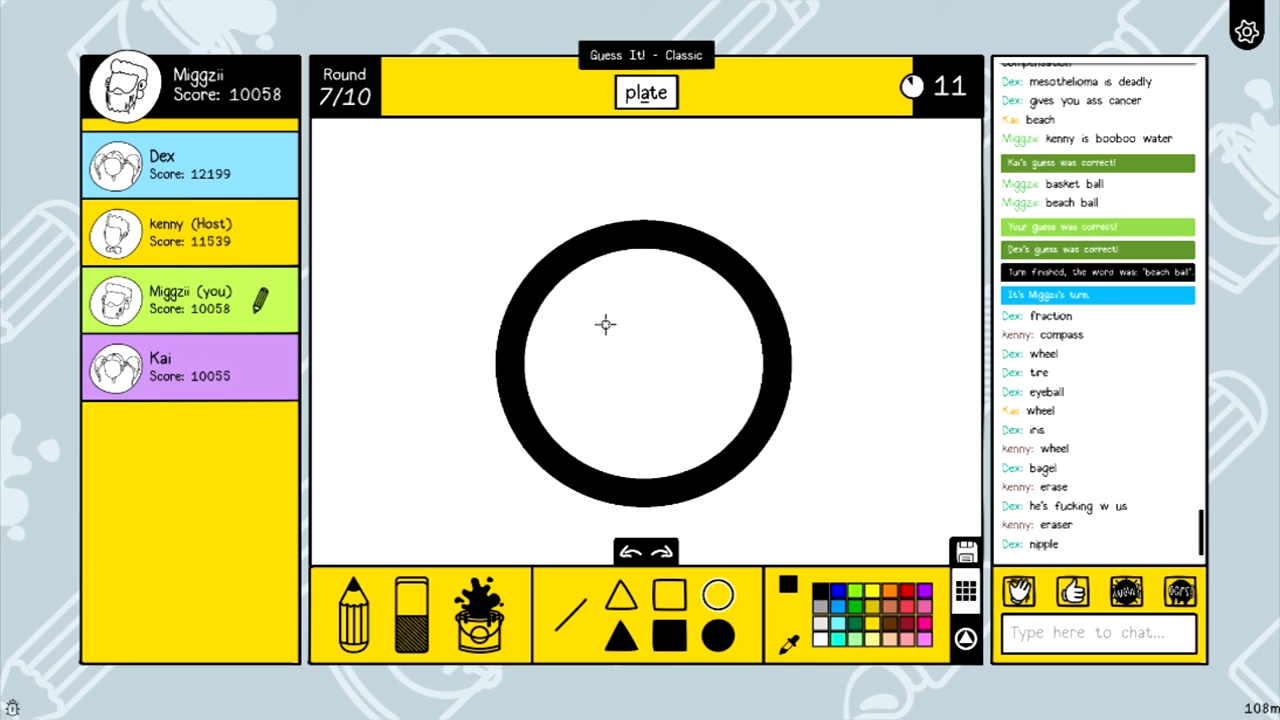 Guess It! - Classic
Miggzii
Score: 10058
Round
7/10
plate
11
Dex
Score: 12199
kenny (Host)
Score: 11539
Miggzii (you)
Score: 10058
Kai
Score: 10055
compensation
Dex: mesothelioma is deadly
Dex: gives you ass cancer
Kai: beach
Miggzii: kenny is booboo water
Kai's guess was correct!
Miggzii: basket ball
Miggzii: beach ball
Your guess was correct!
Dex's guess was correct!
Turn finished, the word was: 'beach ball'.
It's Miggzii's turn.
Dex: fraction
kenny: compass
Dex: wheel
Dex: tire
Dex: eyeball
Kai: wheel
Dex: iris
kenny: wheel
Dex: bagel
kenny: erase
Dex: he's fucking w us
kenny: eraser
Dex: nipple
Type here to chat...
108m